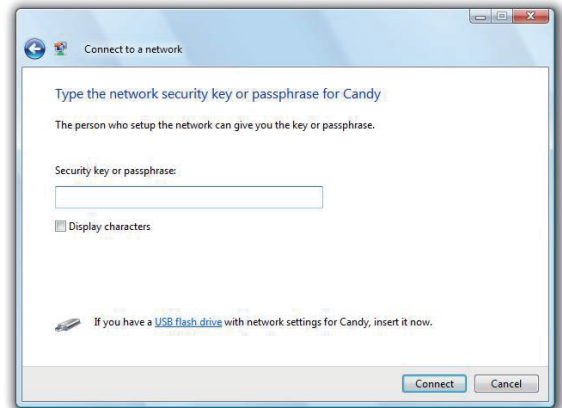 Connect to a network
Type the network security key or passphrase for Candy
The person who setup the network can give you the key or passphrase.
Security key or passphrase:
Display characters
If you have a USB flash drive with network settings for Candy, insert it now.
Connect Cancel